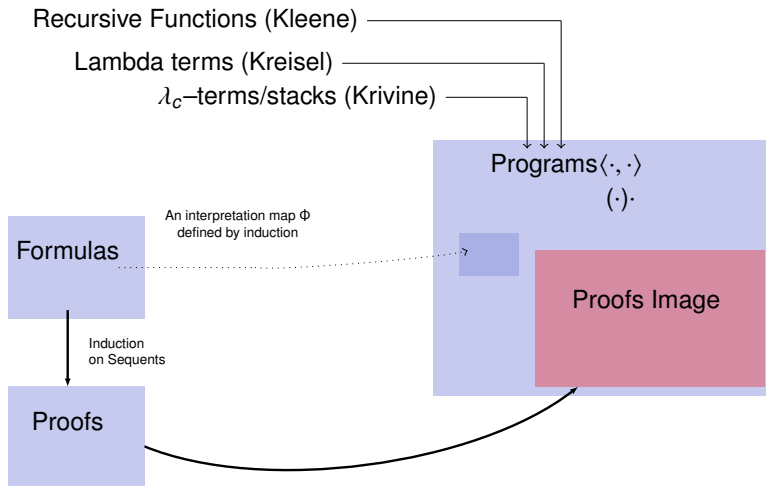 Recursive Functions (Kleene)
Lambda terms (Kreisel)
λc–terms/stacks (Krivine)
Programs⟨·, ·⟩
(·)·
An interpretation map Φ
defined by induction
Formulas
Proofs Image
Induction
on Sequents
Proofs